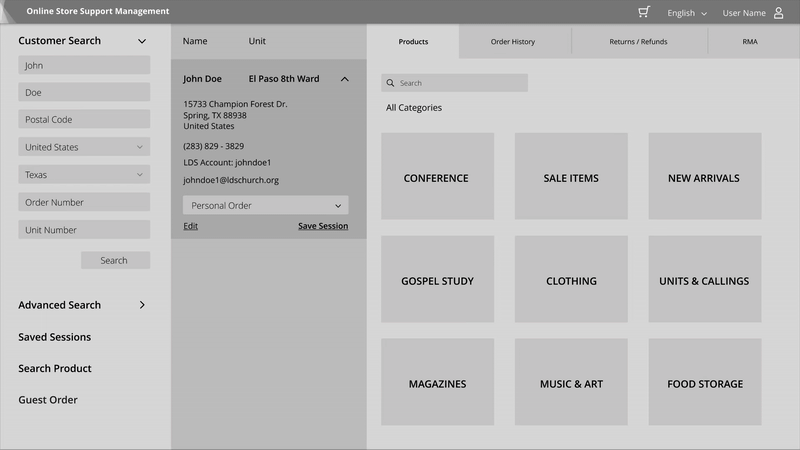 Online Store Support Management
English
User Name
Customer Search
John
Doe
Postal Code
United States
Texas
Order Number
Unit Number
Search
Advanced Search
Saved Sessions
Search Product
Guest Order
Name
Unit
John Doe
El Paso 8th Ward
15733 Champion Forest Dr.
Spring, TX 88938
United States
(283) 829 - 3829
LDS Account: johndoe1
johndoe1@ldschurch.org
Personal Order
Edit
Save Session
Products
Order History
Returns / Refunds
RMA
Search
All Categories
CONFERENCE
SALE ITEMS
NEW ARRIVALS
GOSPEL STUDY
CLOTHING
UNITS & CALLINGS
MAGAZINES
MUSIC & ART
FOOD STORAGE